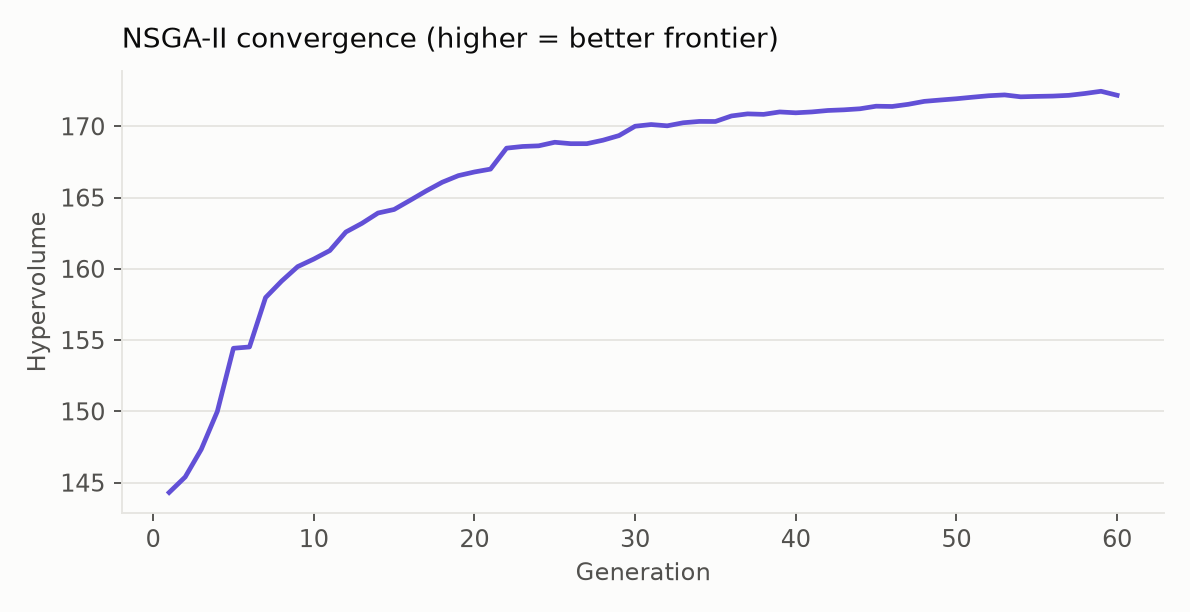 NSGA-II convergence (higher = better frontier)
Hypervolume
170
165
160
155
150
145
0 10 20 30 40 50 60
Generation